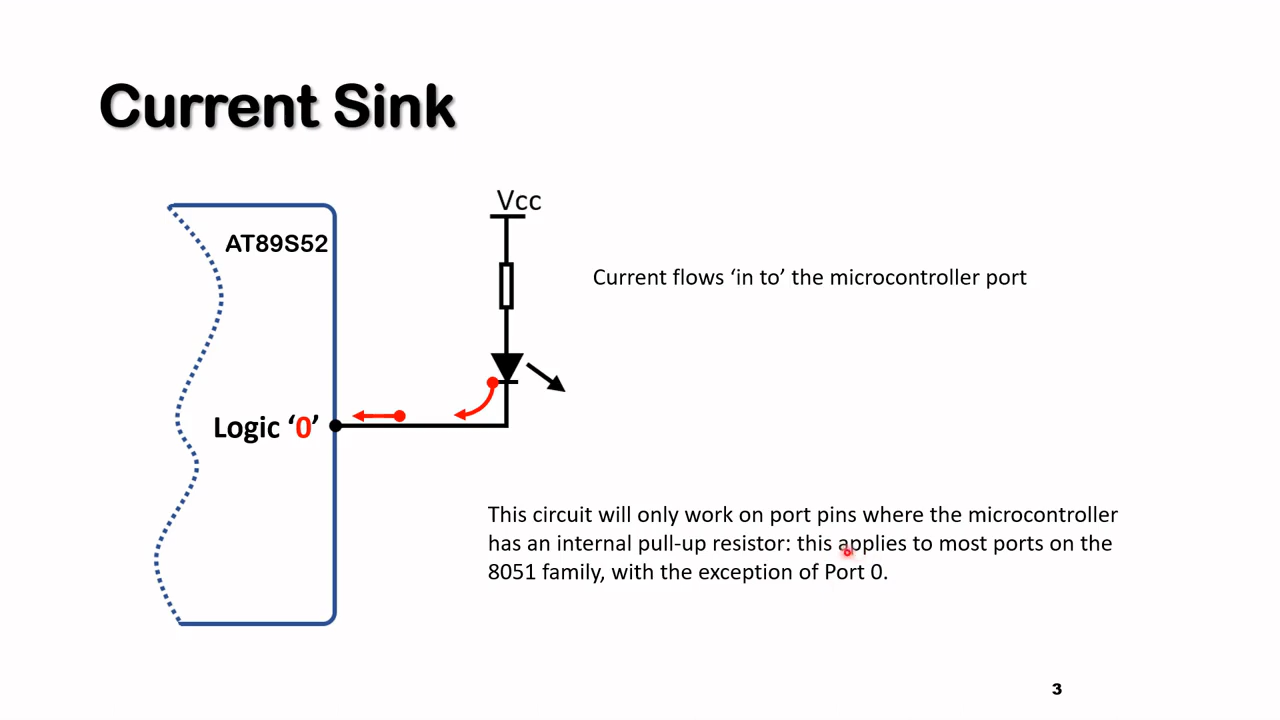 Current Sink
Vcc
AT89S52
Current flows ‘in to’ the microcontroller port
Logic ‘0’
This circuit will only work on port pins where the microcontroller
has an internal pull-up resistor: this applies to most ports on the
8051 family, with the exception of Port 0.
3